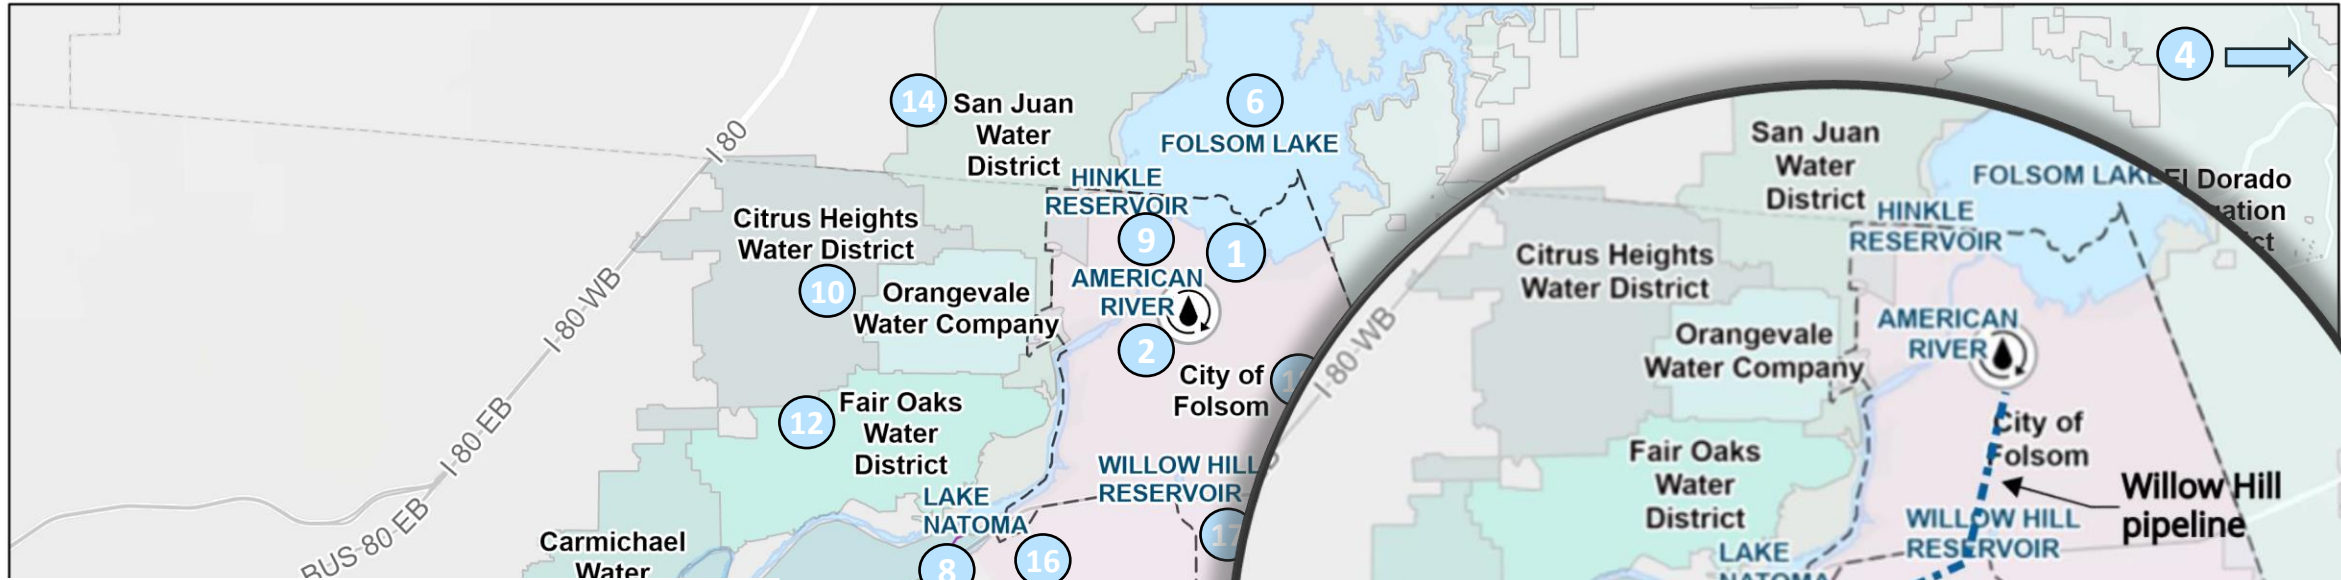 4
14
San Juan
Water
District
6
FOLSOM LAKE
I-80
HINKLE
RESERVOIR
9
1
Citrus Heights
Water District
10
Orangevale
Water Company
AMERICAN
RIVER
2
City of
Folsom
I-80-WB
12
Fair Oaks
Water
District
I-80-EB
WILLOW HILL
RESERVOIR
17
LAKE
NATOMA
8
16
BUS-80-EB
Carmichael
Water
San Juan
Water
District
FOLSOM LAKE
El Dorado
HINKLE
RESERVOIR
Citrus Heights
Water District
I-80-WB
Orangevale
Water Company
AMERICAN
RIVER
City of
Folsom
Fair Oaks
Water
District
Willow Hill
pipeline
WILLOW HILL
RESERVOIR
LAKE
NATOMA